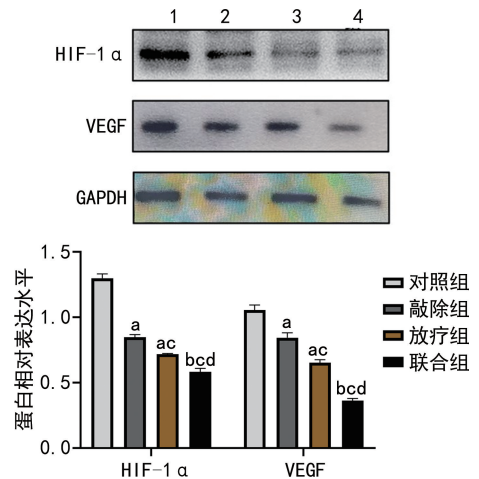 1 2 3 4
HIF-1α
VEGF
GAPDH
蛋白相对表达水平
1.5
1.0
0.5
0.0
a ac bcd
a ac bcd
HIF-1α VEGF
对照组
敲除组
放疗组
联合组